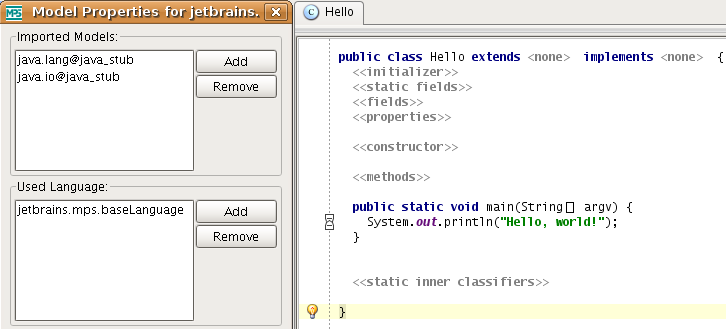 MPS Model Properties for jetbrains.
Imported Models:
java.lang@java_stub
java.io@java_stub
Add
Remove
Used Language:
jetbrains.mps.baseLanguage
Add
Remove
C Hello
public class Hello extends <none> implements <none> {
<<initializer>>
<<static fields>>
<<fields>>
<<properties>>
<<constructor>>
<<methods>>
public static void main(String[] argv) {
System.out.println("Hello, world!");
}
<<static inner classifiers>>
}